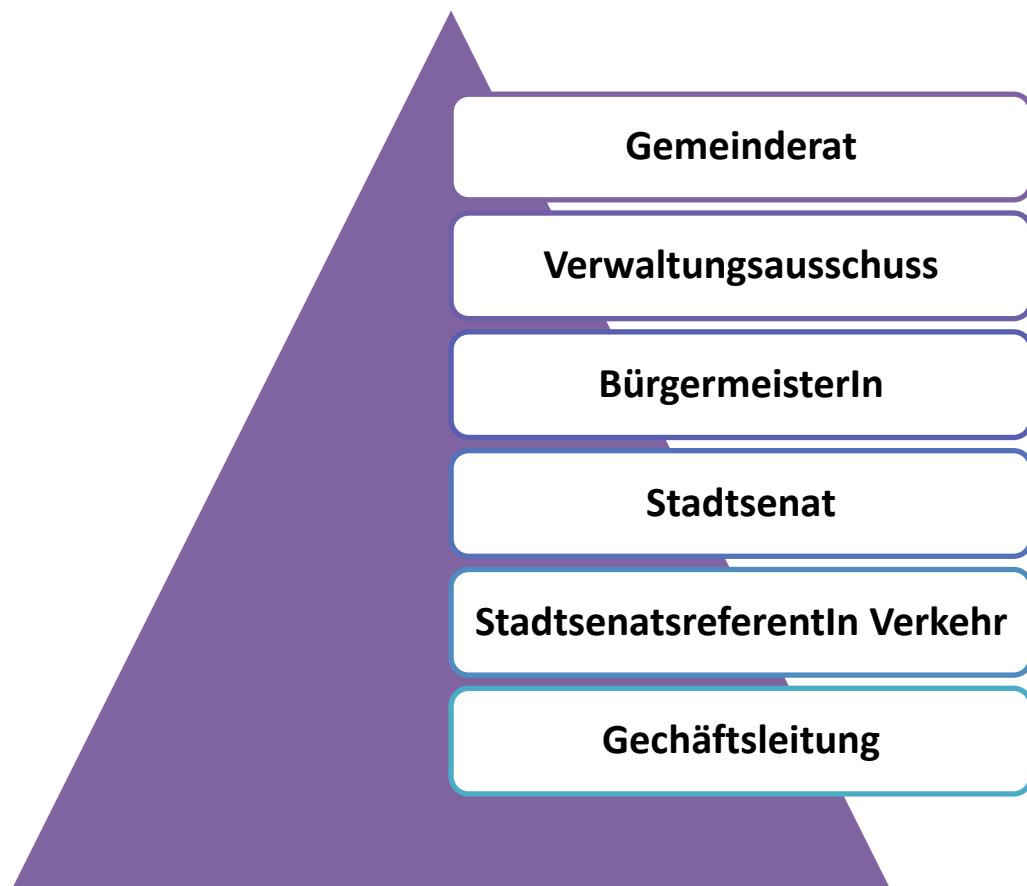 Gemeinderat
Verwaltungsausschuss
BürgermeisterIn
Stadtsenat
StadtsenatsreferentIn Verkehr
Gechäftsleitung